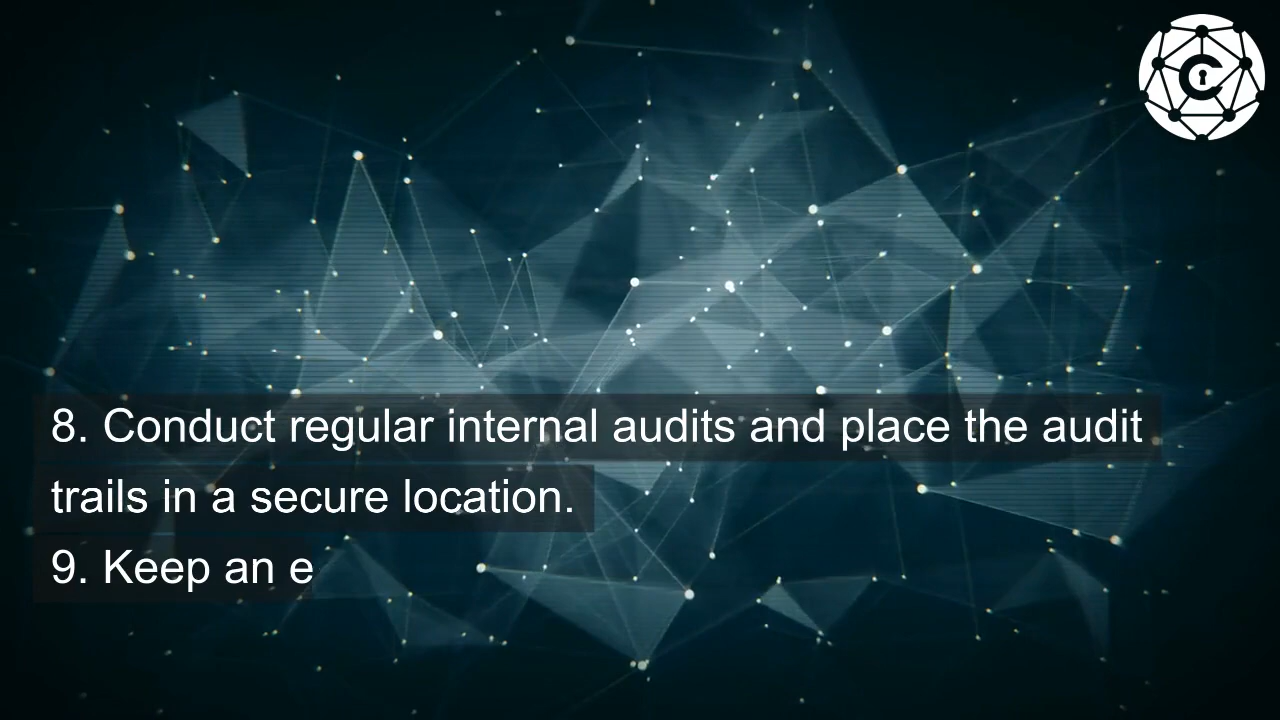 8. Conduct regular internal audits and place the audit
trails in a secure location.
9. Keep an e